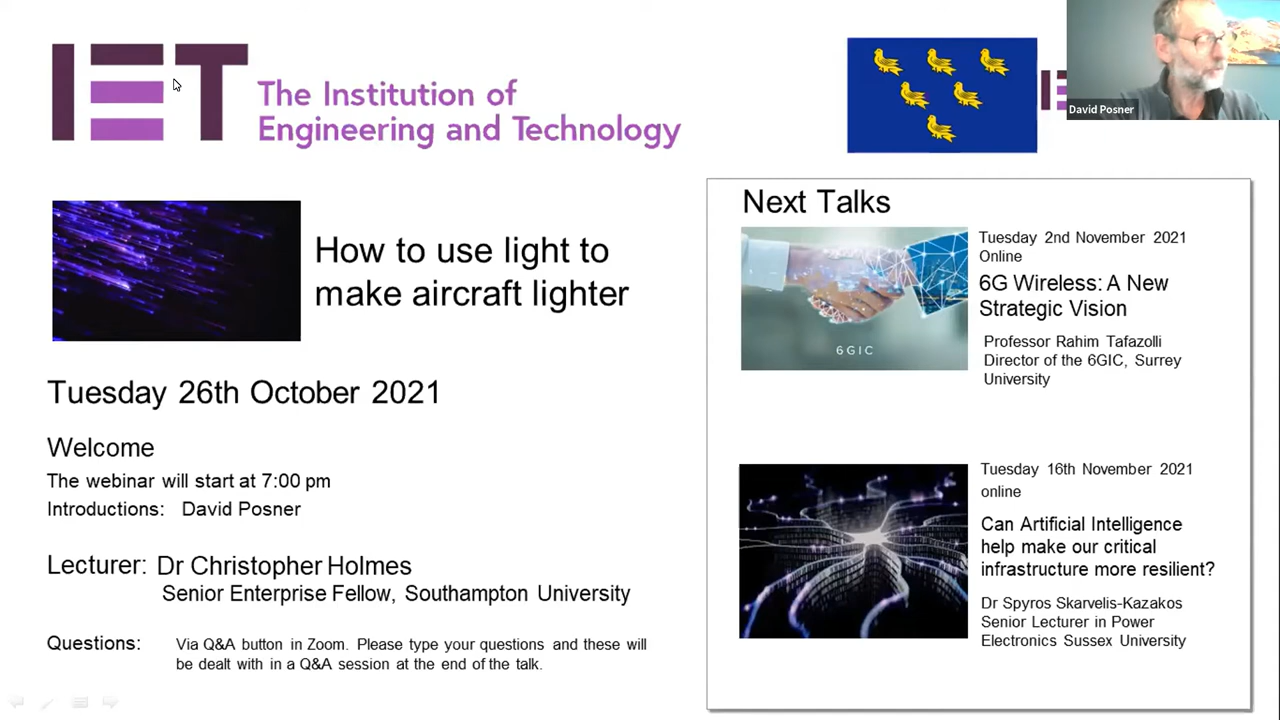 IET
The Institution of
Engineering and Technology
IE
David Posner
How to use light to
make aircraft lighter
Tuesday 26th October 2021
Welcome
The webinar will start at 7:00 pm
Introductions: David Posner
Lecturer: Dr Christopher Holmes
Senior Enterprise Fellow, Southampton University
Questions: Via Q&A button in Zoom. Please type your questions and these will
be dealt with in a Q&A session at the end of the talk.
Next Talks
6GIC
Tuesday 2nd November 2021
Online
6G Wireless: A New
Strategic Vision
Professor Rahim Tafazolli
Director of the 6GIC, Surrey
University
Tuesday 16th November 2021
online
Can Artificial Intelligence
help make our critical
infrastructure more resilient?
Dr Spyros Skarvelis-Kazakos
Senior Lecturer in Power
Electronics Sussex University